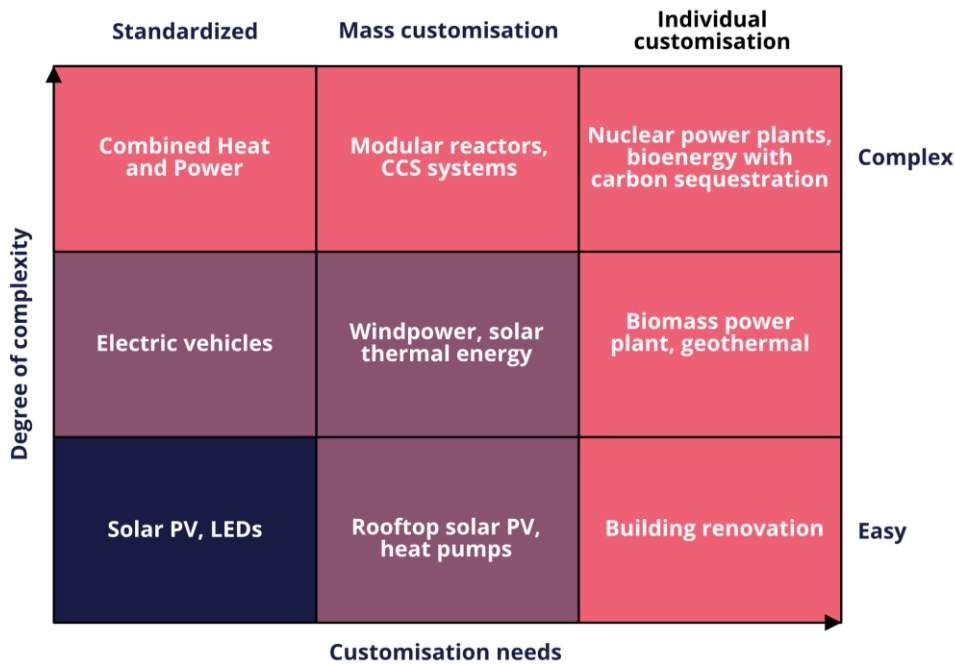 Standardized
Mass customisation
Individual
customisation
Combined Heat
and Power
Modular reactors,
CCS systems
Nuclear power plants,
bioenergy with
carbon sequestration
Complex
Degree of complexity
Electric vehicles
Windpower, solar
thermal energy
Biomass power
plant, geothermal
Solar PV, LEDs
Rooftop solar PV,
heat pumps
Building renovation
Easy
Customisation needs